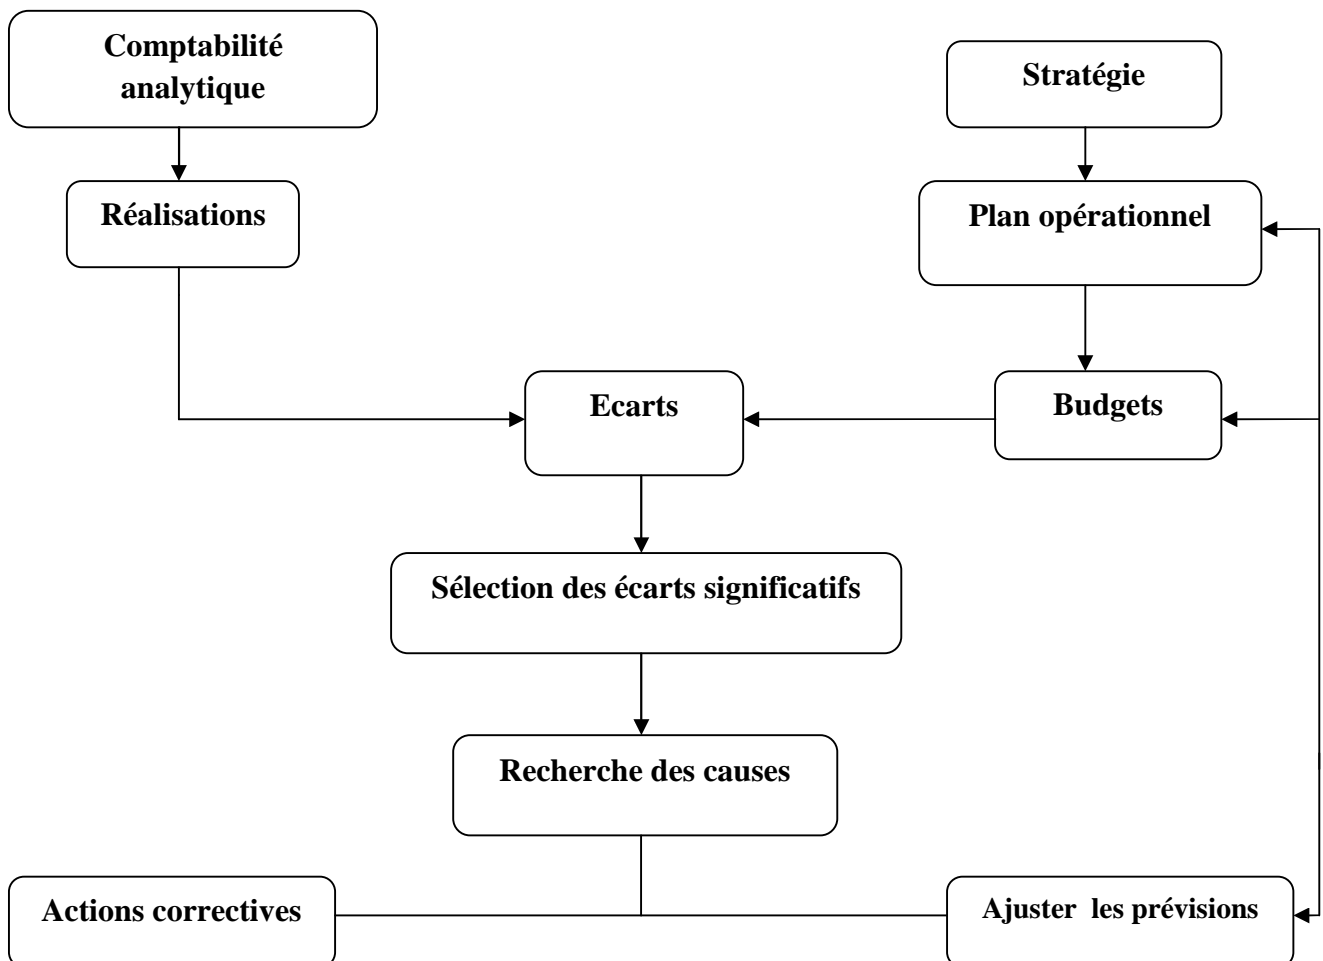 Comptabilité
analytique
Stratégie
Réalisations
Plan opérationnel
Ecarts
Budgets
Sélection des écarts significatifs
Recherche des causes
Actions correctives
Ajuster  les prévisions